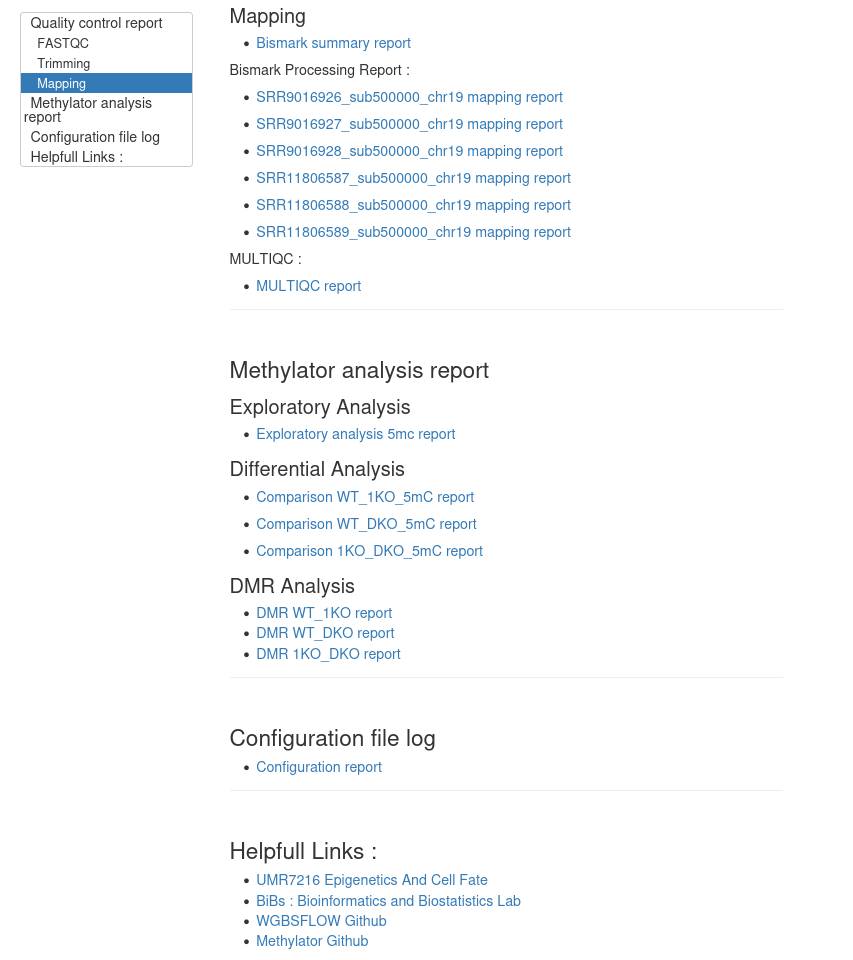 Quality control report
FASTQC
Trimming
Mapping
Methylator analysis
report
Configuration file log
Helpfull Links :
Mapping
Bismark summary report
Bismark Processing Report :
SRR9016926_sub500000_chr19 mapping report
SRR9016927_sub500000_chr19 mapping report
SRR9016928_sub500000_chr19 mapping report
SRR11806587_sub500000_chr19 mapping report
SRR11806588_sub500000_chr19 mapping report
SRR11806589_sub500000_chr19 mapping report
MULTIQC :
MULTIQC report
Methylator analysis report
Exploratory Analysis
Exploratory analysis 5mc report
Differential Analysis
Comparison WT_1KO_5mC report
Comparison WT_DKO_5mC report
Comparison 1KO_DKO_5mC report
DMR Analysis
DMR WT_1KO report
DMR WT_DKO report
DMR 1KO_DKO report
Configuration file log
Configuration report
Helpfull Links :
UMR7216 Epigenetics And Cell Fate
BiBs : Bioinformatics and Biostatistics Lab
WGBSFLOW Github
Methylator Github